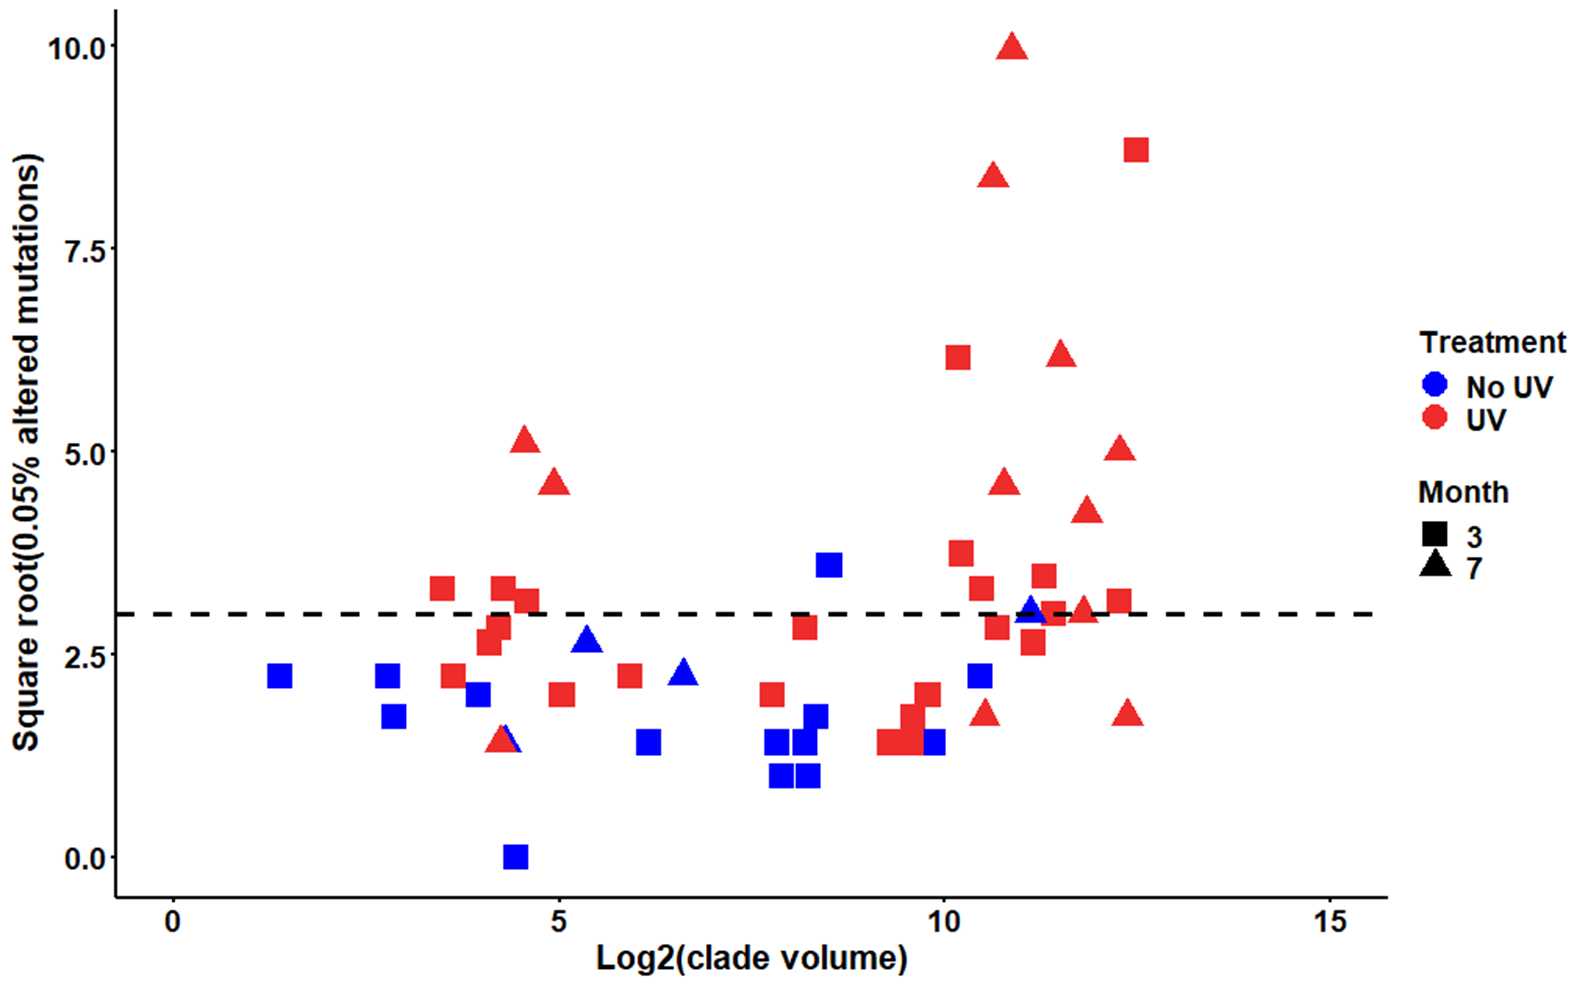 10.0
7.5
5.0
2.5
0.0
Square root(0.05% altered mutations)
0 5 10 15
Log2(clade volume)
Treatment
No UV
UV
Month
3
7